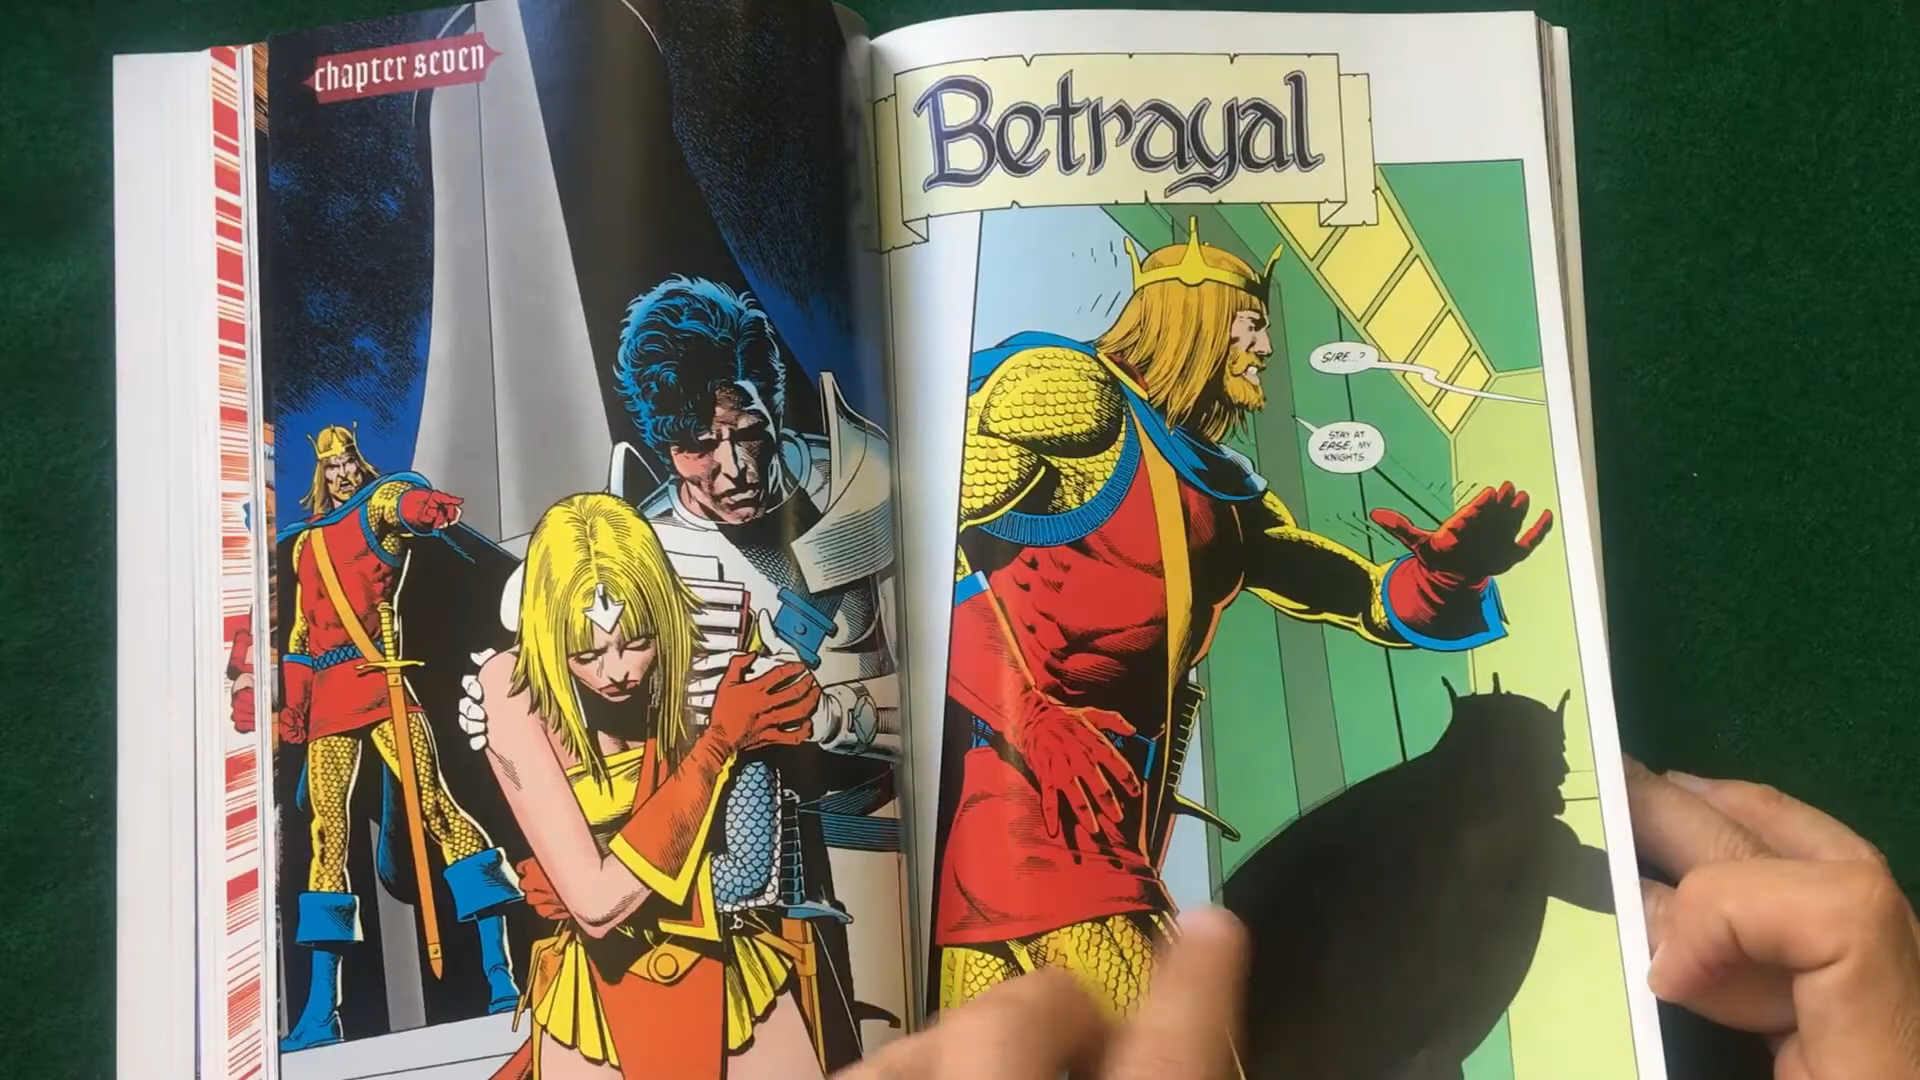 chapter seven
Betrayal
SIRE...?
STAY AT
EASE, MY
KNIGHTS.